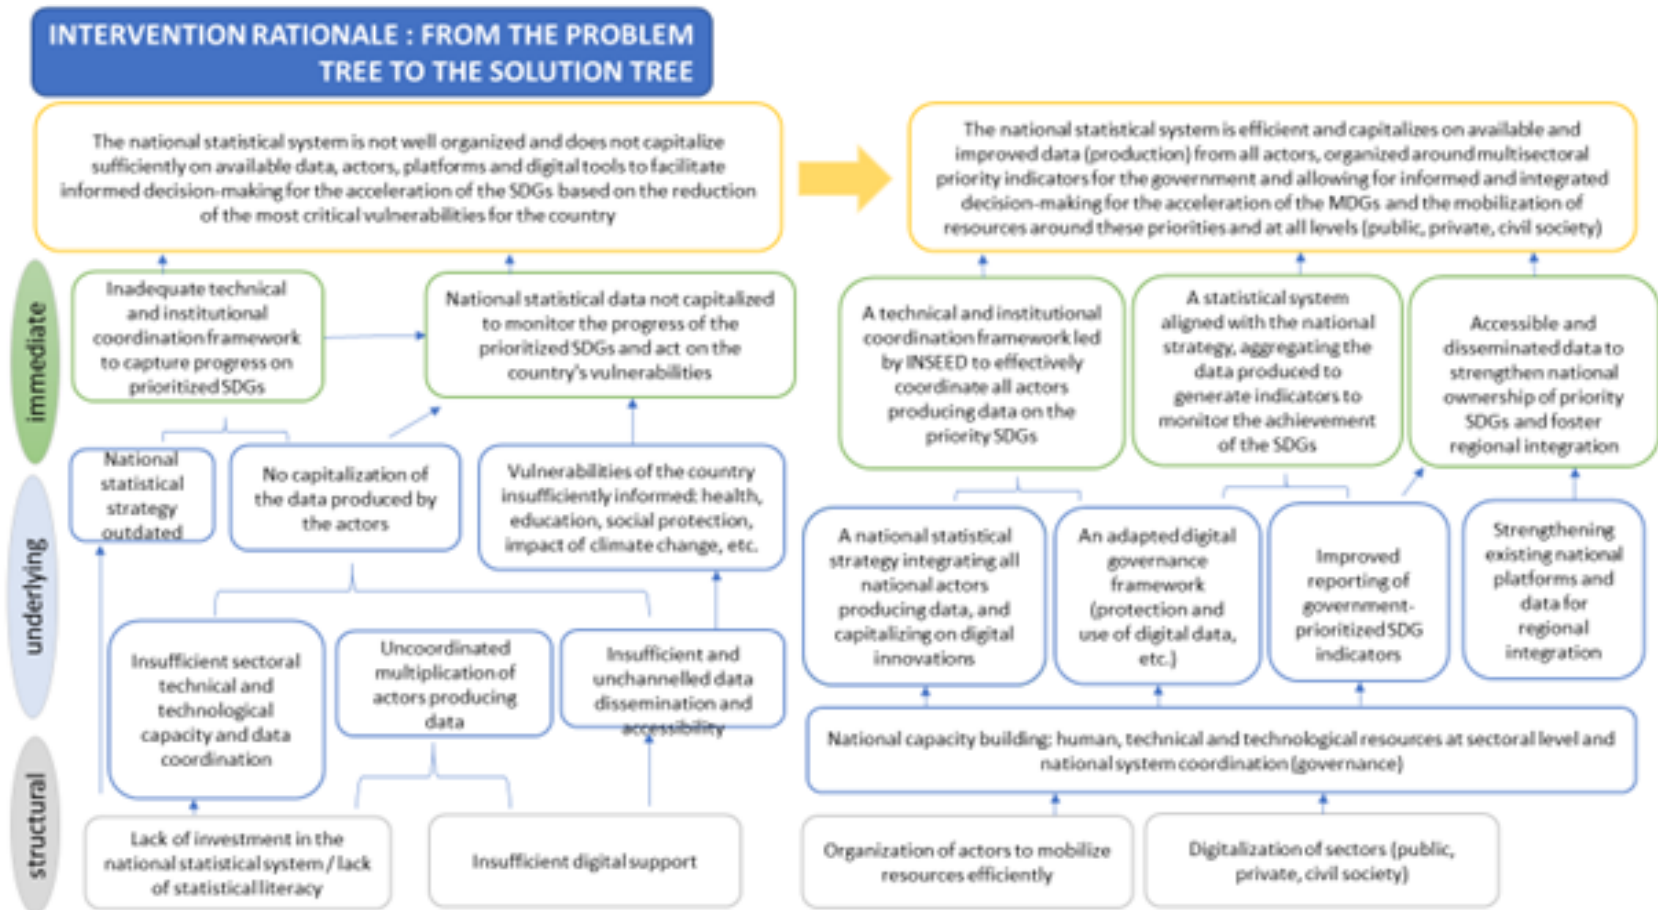 INTERVENTION RATIONALE : FROM THE PROBLEM
TREE TO THE SOLUTION TREE
The national statistical system is not well organized and does not capitalize
sufficiently on available data, actors, platforms and digital tools to facilitate
informed decision-making for the acceleration of the SDGs based on the reduction
of the most critical vulnerabilities for the country
The national statistical system is efficient and capitalizes on available and
improved data (production) from all actors, organized around multisectoral
priority indicators for the government and allowing for informed and integrated
decision-making for the acceleration of the MDGs and the mobilization of
resources around these priorities and at all levels (public, private, civil society)
immediate
Inadequate technical
and institutional
coordination framework
to capture progress on
prioritized SDGs
National statistical data not capitalized
to monitor the progress of the
prioritized SDGs and act on the
country's vulnerabilities
A technical and institutional
coordination framework led
by INSEED to effectively
coordinate all actors
producing data on the
priority SDGs
A statistical system
aligned with the national
strategy, aggregating the
data produced to
generate indicators to
monitor the achievement
of the SDGs
Accessible and
disseminated data to
strengthen national
ownership of priority
SDGs and foster
regional integration
underlying
National
statistical
strategy
outdated
No capitalization of
the data produced by
the actors
Vulnerabilities of the country
insufficiently informed: health,
education, social protection,
impact of climate change, etc.
A national statistical
strategy integrating all
national actors
producing data, and
capitalizing on digital
innovations
An adapted digital
governance
framework
(protection and
use of digital data,
etc.)
Improved
reporting of
government-
prioritized SDG
indicators
Strengthening
existing national
platforms and
data for
regional
integration
Insufficient sectoral
technical and
technological
capacity and data
coordination
Uncoordinated
multiplication of
actors producing
data
Insufficient and
unchannelled data
dissemination and
accessibility
National capacity building: human, technical and technological resources at sectoral level and
national system coordination (governance)
structural
Lack of investment in the
national statistical system / lack
of statistical literacy
Insufficient digital support
Organization of actors to mobilize
resources efficiently
Digitalization of sectors (public,
private, civil society)